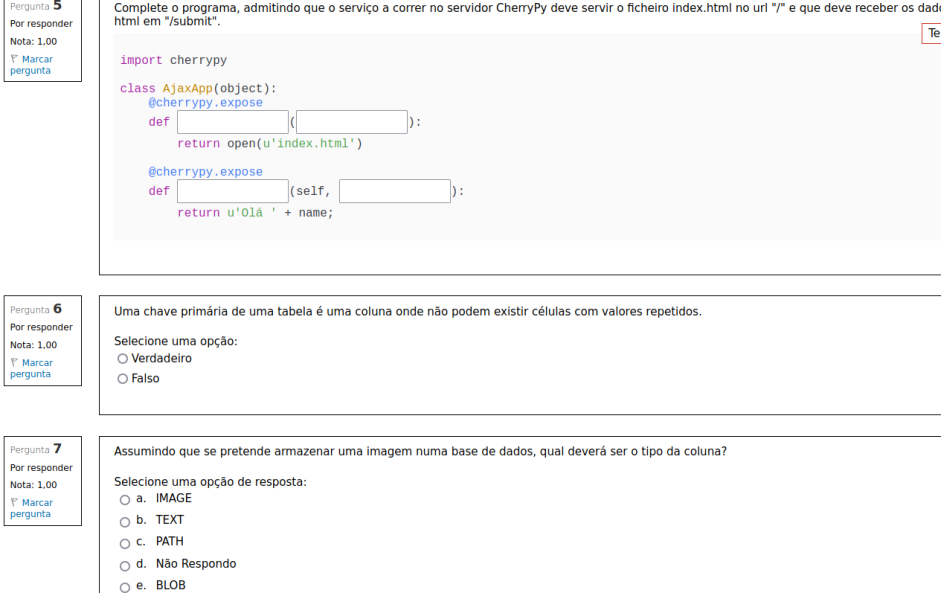 Pergunta 5
Por responder
Nota: 1,00
Marcar
pergunta
Complete o programa, admitindo que o serviço a correr no servidor CherryPy deve servir o ficheiro index.html no url "/" e que deve receber os dado
html em "/submit".
Te
import cherrypy
class AjaxApp(object):
@cherrypy.expose
def ( ):
return open(u'index.html')
@cherrypy.expose
def (self, ):
return u'Olá ' + name;
Pergunta 6
Por responder
Nota: 1,00
Marcar
pergunta
Uma chave primária de uma tabela é uma coluna onde não podem existir células com valores repetidos.
Selecione uma opção:
Verdadeiro
Falso
Pergunta 7
Por responder
Nota: 1,00
Marcar
pergunta
Assumindo que se pretende armazenar uma imagem numa base de dados, qual deverá ser o tipo da coluna?
Selecione uma opção de resposta:
a. IMAGE
b. TEXT
c. PATH
d. Não Respondo
e. BLOB